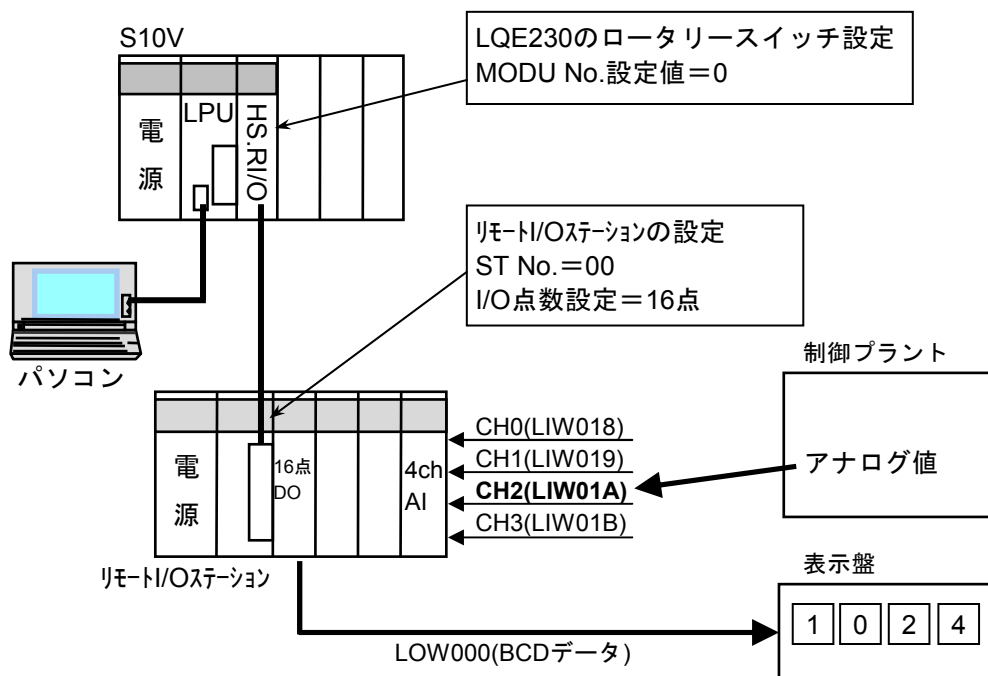 S10V
LQE230のロータリースイッチ設定
MODU No.設定値＝0
電源
LPU
HS.RI/O
ﾘﾓｰﾄI/Oｽﾃｰｼｮﾝの設定
ST No.＝00
I/O点数設定＝16点
パソコン
制御プラント
アナログ値
電源
16点
DO
4ch
AI
CH0(LIW018)
CH1(LIW019)
CH2(LIW01A)
CH3(LIW01B)
ﾘﾓｰﾄI/Oｽﾃｰｼｮﾝ
表示盤
1 0 2 4
LOW000(BCDデータ)